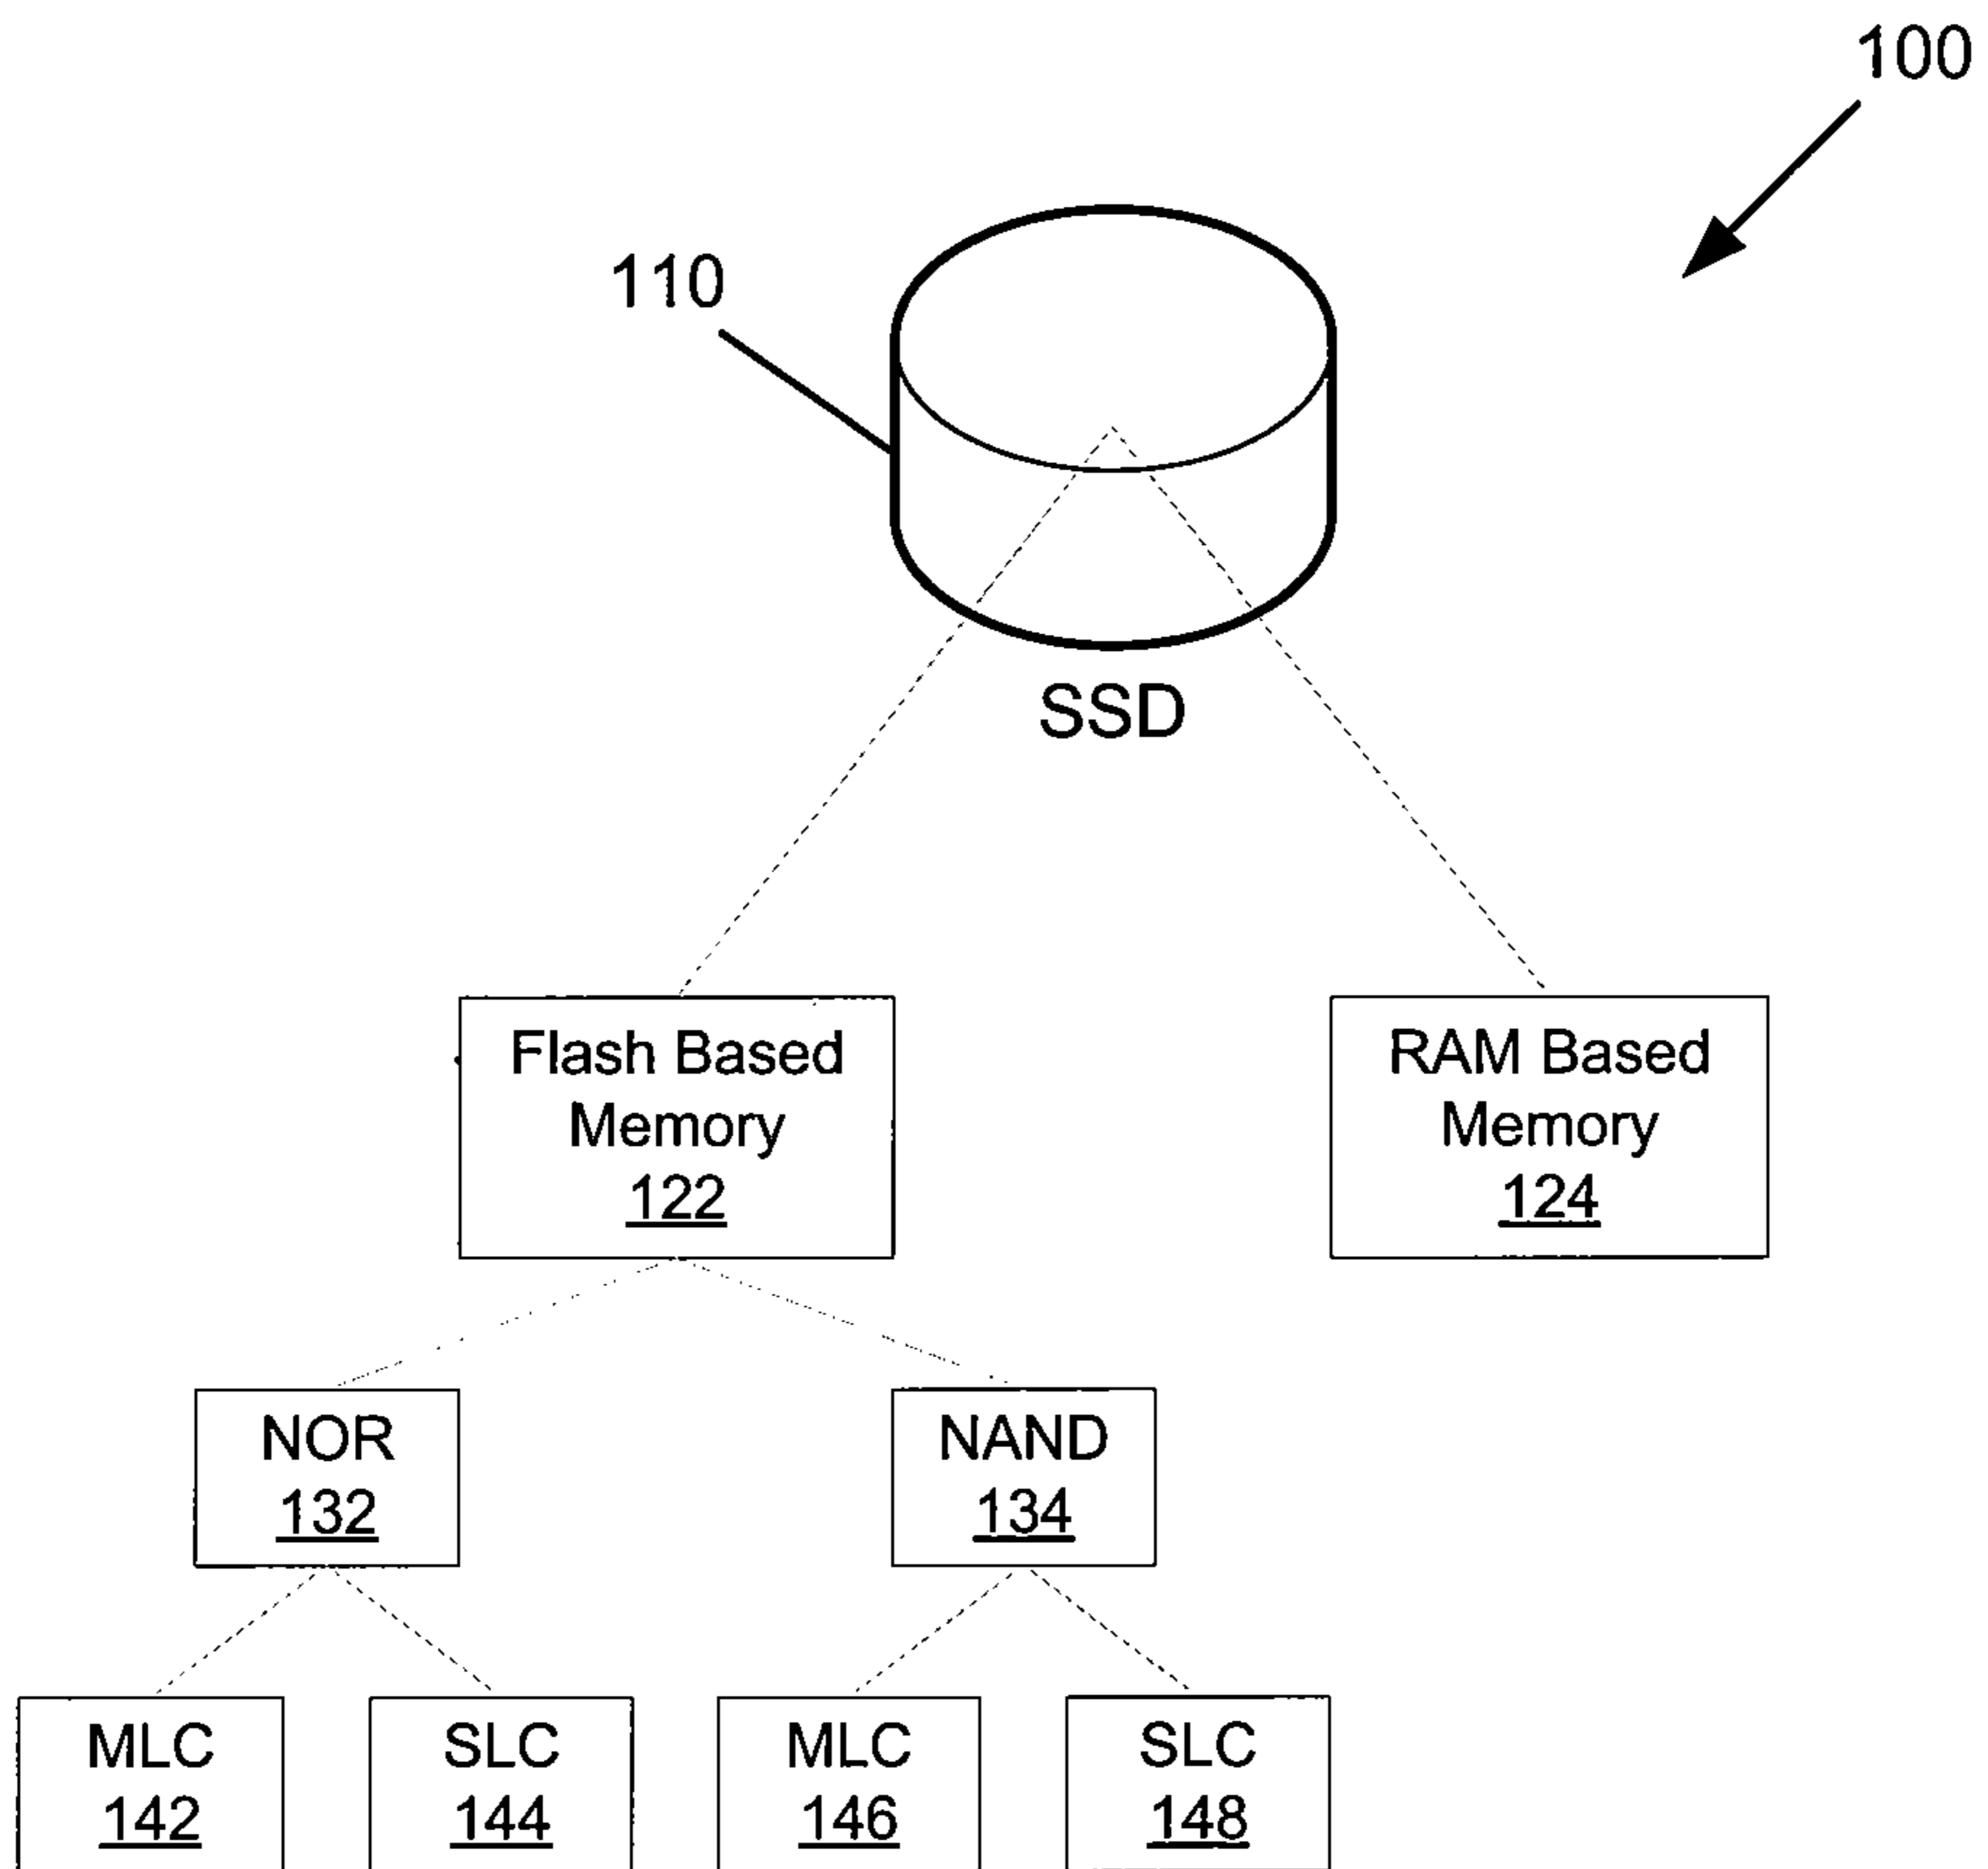 100
110
SSD
Flash Based
Memory
122
RAM Based
Memory
124
NOR
132
NAND
134
MLC
142
SLC
144
MLC
146
SLC
148